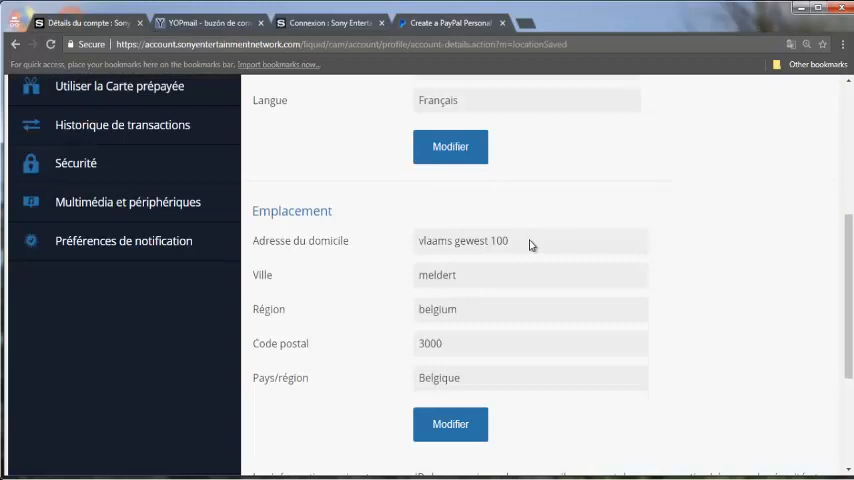 Détails du compte : Sony
YOPmail - buzón de con
Connexion : Sony Enterta
Create a PayPal Personal
Secure https://account.sonyentertainmentnetwork.com/liquid/cam/account/profile/account-details.action?m=locationSaved
For quick access, place your bookmarks here on the bookmarks bar. Import bookmarks now...
Other bookmarks
Utiliser la Carte prépayée
Historique de transactions
Sécurité
Multimédia et périphériques
Préférences de notification
Langue Français
Modifier
Emplacement
Adresse du domicile vlaams gewest 100
Ville meldert
Région belgium
Code postal 3000
Pays/région Belgique
Modifier